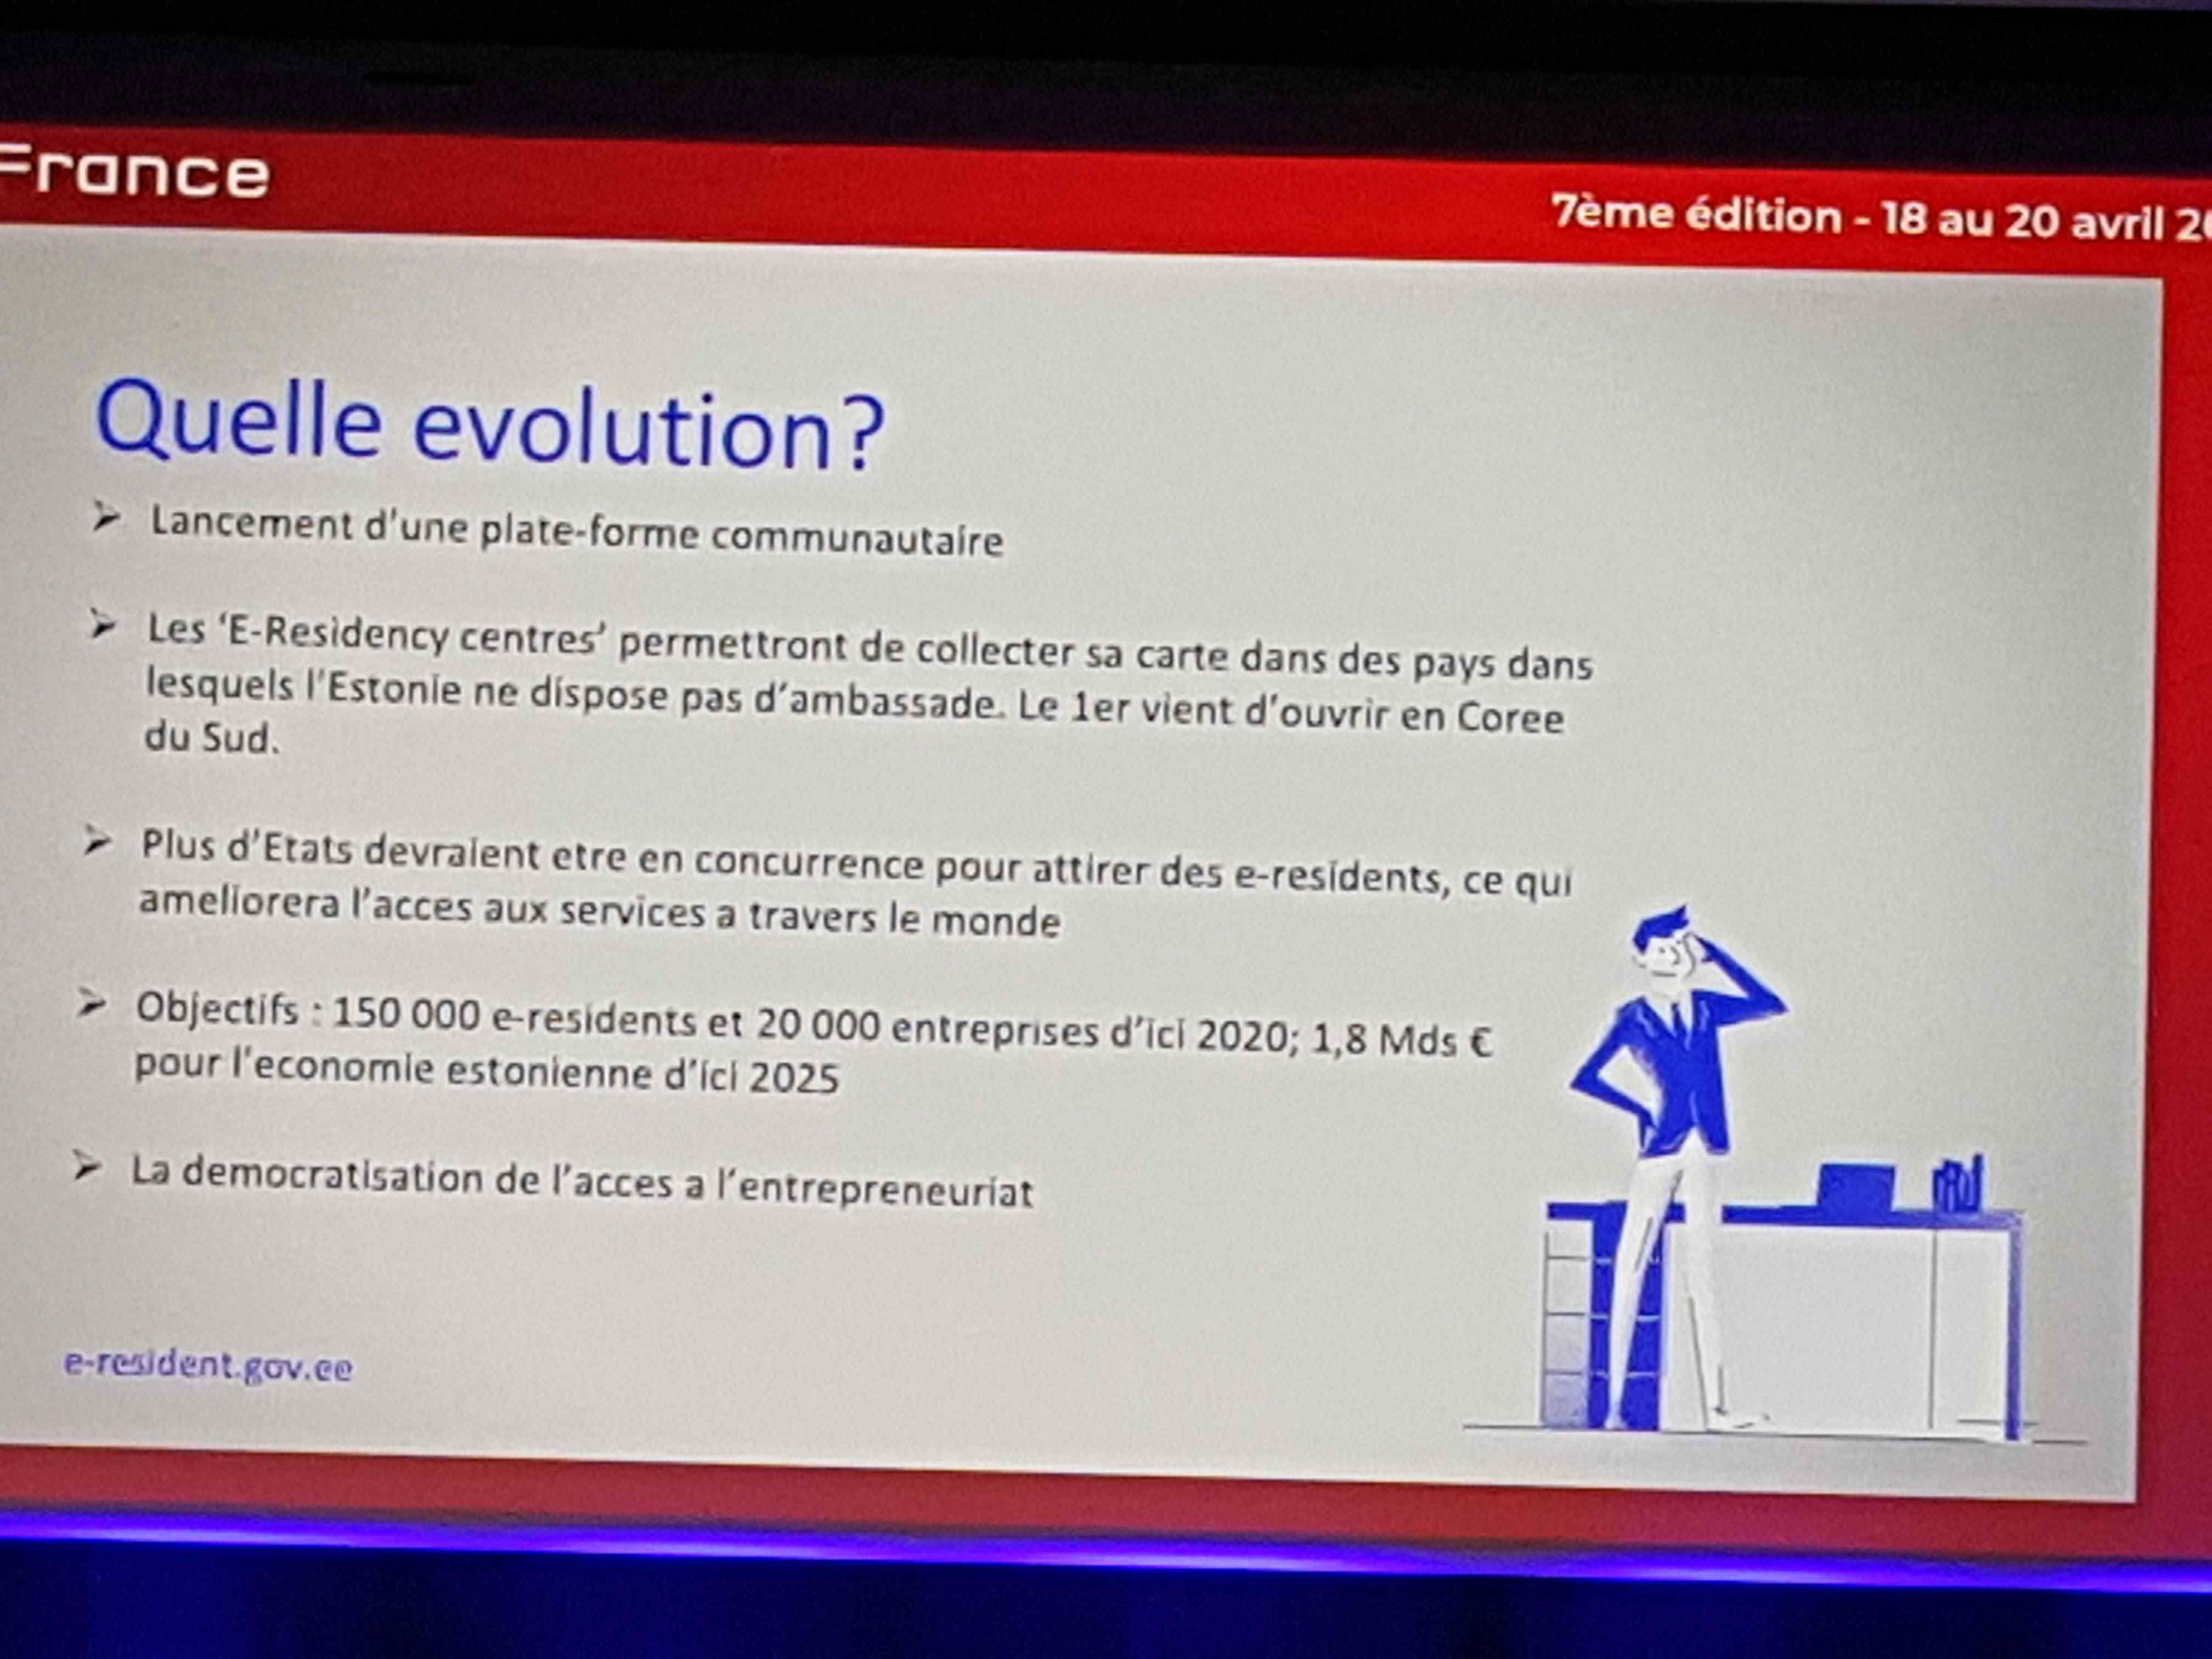 France
7ème édition - 18 au 20 avril
Quelle evolution?
➢ Lancement d'une plate-forme communautaire
➢ Les ‘E-Residency centres’ permettront de collecter sa carte dans des pays dans
lesquels l'Estonie ne dispose pas d'ambassade. Le 1er vient d'ouvrir en Coree
du Sud.
➢ Plus d'Etats devraient etre en concurrence pour attirer des e-residents, ce qui
ameliorera l'acces aux services a travers le monde
➢ Objectifs : 150 000 e-residents et 20 000 entreprises d'ici 2020; 1,8 Mds €
pour l'economie estonienne d'ici 2025
➢ La democratisation de l'acces a l'entrepreneuriat
e-resident.gov.ee